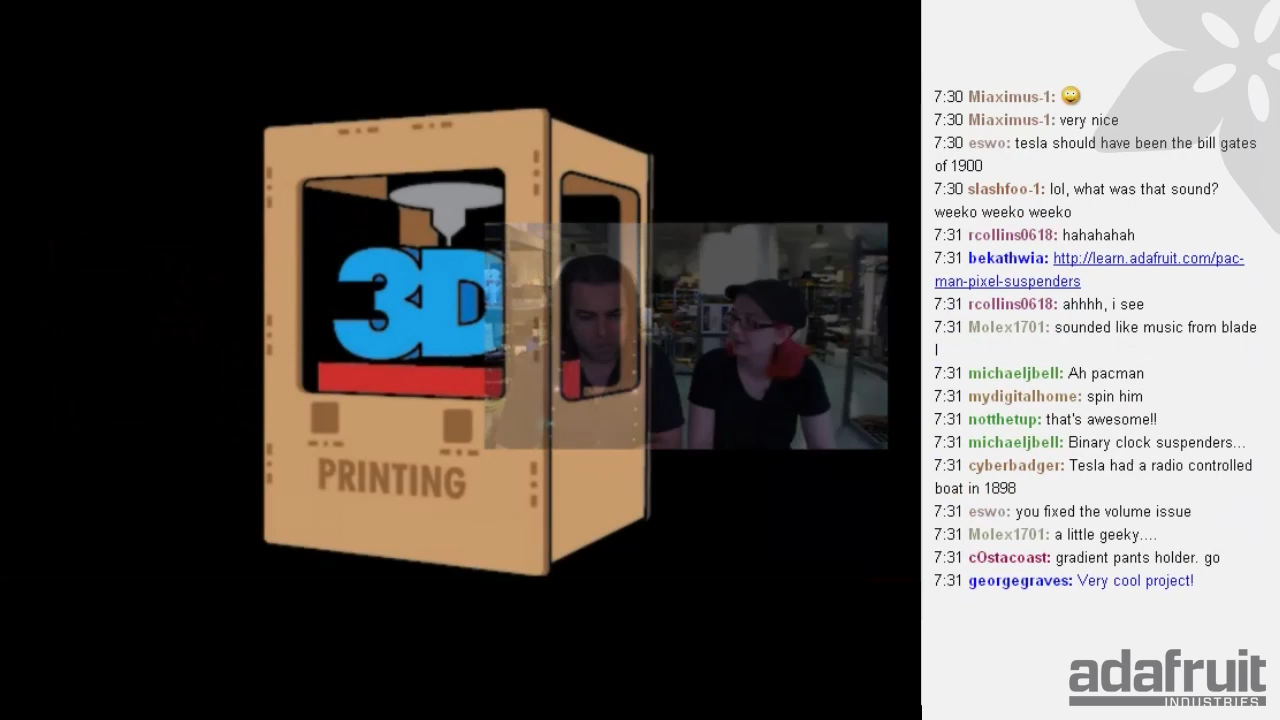 3D
PRINTING
7:30 Miaximus-1:
7:30 Miaximus-1: very nice
7:30 eswo: tesla should have been the bill gates
of 1900
7:30 slashfoo-1: lol, what was that sound?
weeko weeko weeko
7:31 rcollins0618: hahahahah
7:31 bekathwia: http://learn.adafruit.com/pac-
man-pixel-suspenders
7:31 rcollins0618: ahhhh, i see
7:31 Molex1701: sounded like music from blade
I
7:31 michaeljbell: Ah pacman
7:31 mydigitalhome: spin him
7:31 notthetup: that's awesome!!
7:31 michaeljbell: Binary clock suspenders...
7:31 cyberbadger: Tesla had a radio controlled
boat in 1898
7:31 eswo: you fixed the volume issue
7:31 Molex1701: a little geeky....
7:31 cOstacoast: gradient pants holder. go
7:31 georgegraves: Very cool project!
adafruit
INDUSTRIES